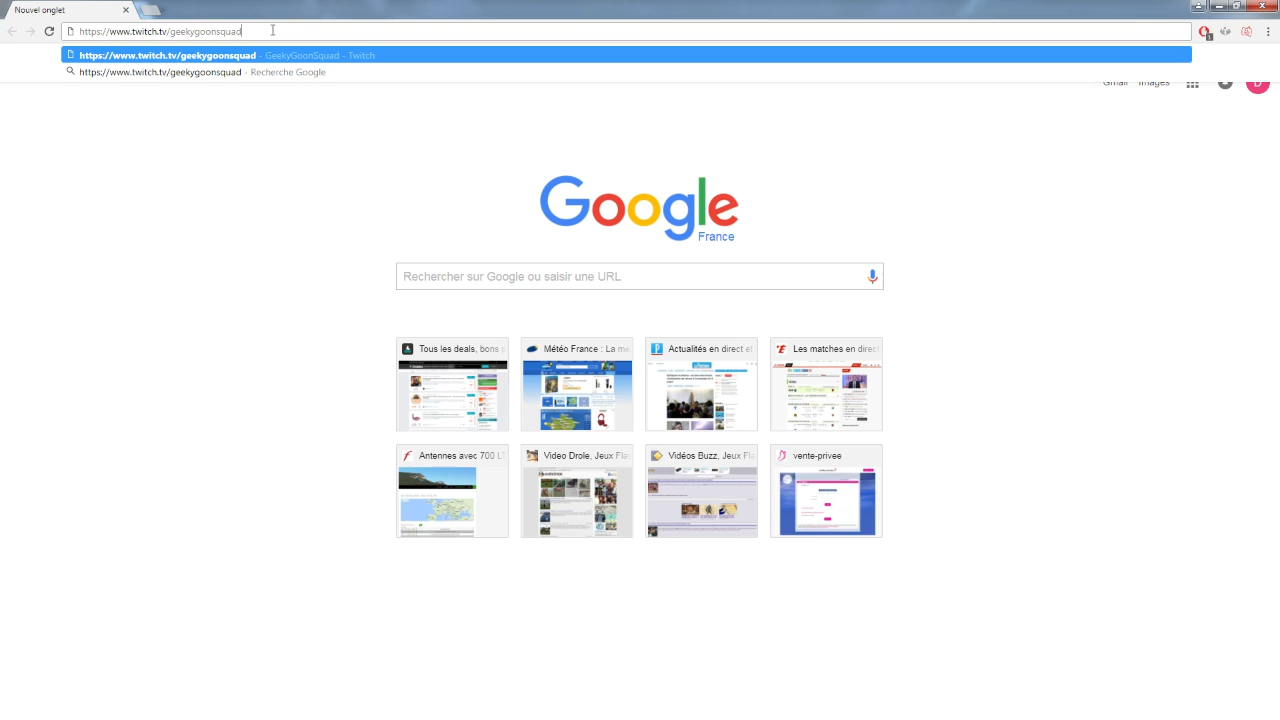 Nouvel onglet
https://www.twitch.tv/geekygoonsquad
https://www.twitch.tv/geekygoonsquad - GeekyGoonSquad - Twitch
https://www.twitch.tv/geekygoonsquad - Recherche Google
Gmail Images
Google
France
Rechercher sur Google ou saisir une URL
Tous les deals, bons
Météo France : La mé
Actualités en direct et
Les matches en direct
Antennes avec 700 LT
Video Drole, Jeux Fla
Vidéos Buzz, Jeux Fla
vente-privee